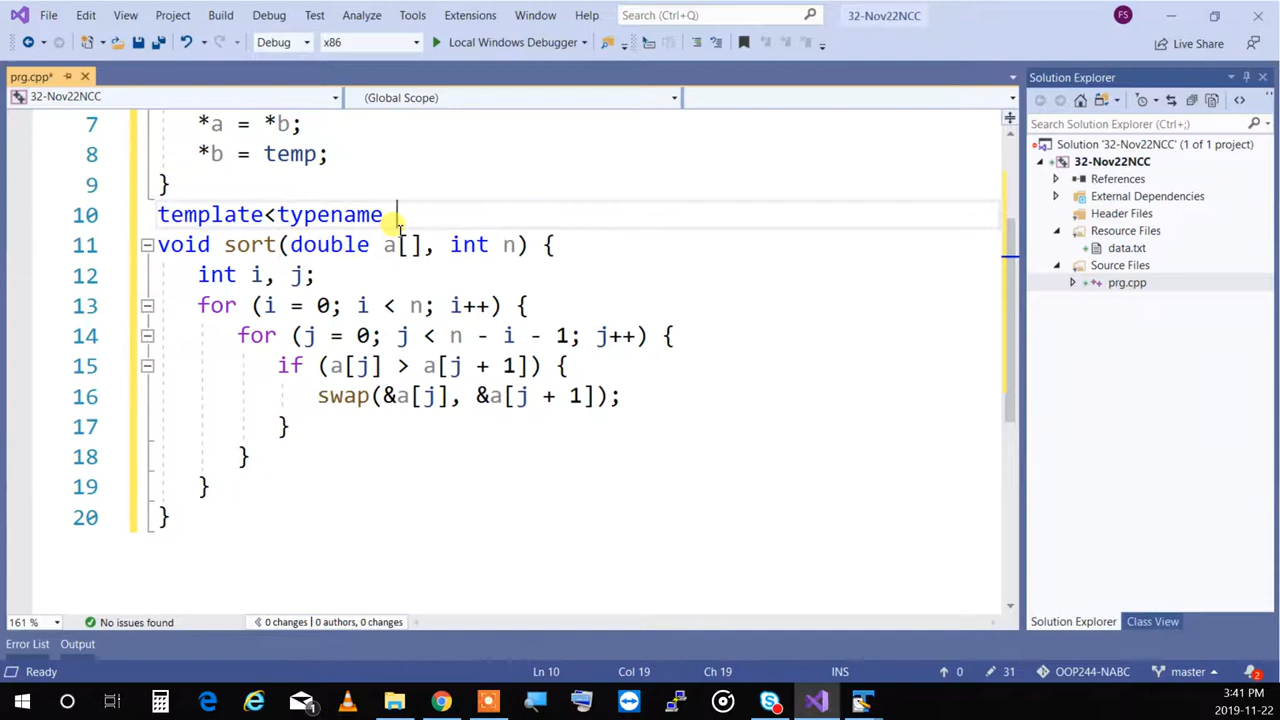 File Edit View Project Build Debug Test Analyze Tools Extensions Window Help Search (Ctrl+Q) 32-Nov22NCC FS
Debug x86 Local Windows Debugger Live Share
prg.cpp*
32-Nov22NCC (Global Scope)
7 *a = *b;
8 *b = temp;
9 }
10 template<typename
11 void sort(double a[], int n) {
12 int i, j;
13 for (i = 0; i < n; i++) {
14 for (j = 0; j < n - i - 1; j++) {
15 if (a[j] > a[j + 1]) {
16 swap(&a[j], &a[j + 1]);
17 }
18 }
19 }
20 }
161 % No issues found 0 changes | 0 authors, 0 changes
Solution Explorer
Search Solution Explorer (Ctrl+;)
Solution '32-Nov22NCC' (1 of 1 project)
32-Nov22NCC
References
External Dependencies
Header Files
Resource Files
data.txt
Source Files
prg.cpp
Solution Explorer Class View
Error List Output
Ready Ln 10 Col 19 Ch 19 INS 0 31 OOP244-NABC master 2
1
3:41 PM
2019-11-22